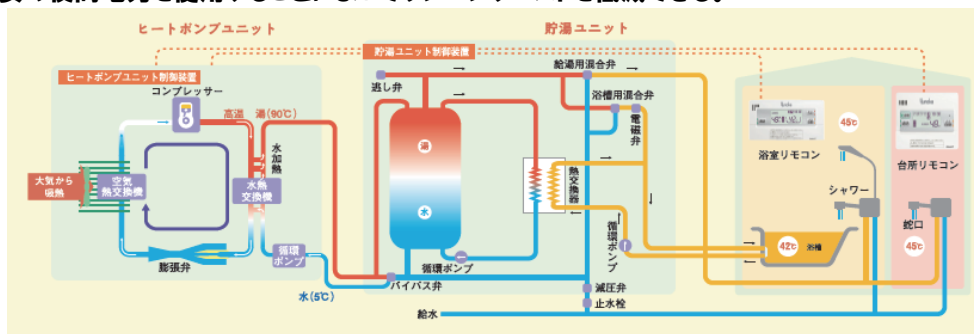 ヒートポンプユニット
貯湯ユニット
貯湯ユニット制御装置
ヒートポンプユニット制御装置
コンプレッサー
高温
湯(90℃)
逃し弁
給湯用混合弁
浴槽用混合弁
電磁弁
水加熱
大気から
吸熱
空気
熱交換機
水熱
交換機
湯
水
熱交換器
循環
ポンプ
膨張弁
水(5℃)
循環ポンプ
バイパス弁
循環ポンプ
減圧弁
止水栓
給水
45℃
浴室リモコン
台所リモコン
シャワー
蛇口
42℃
浴槽
45℃